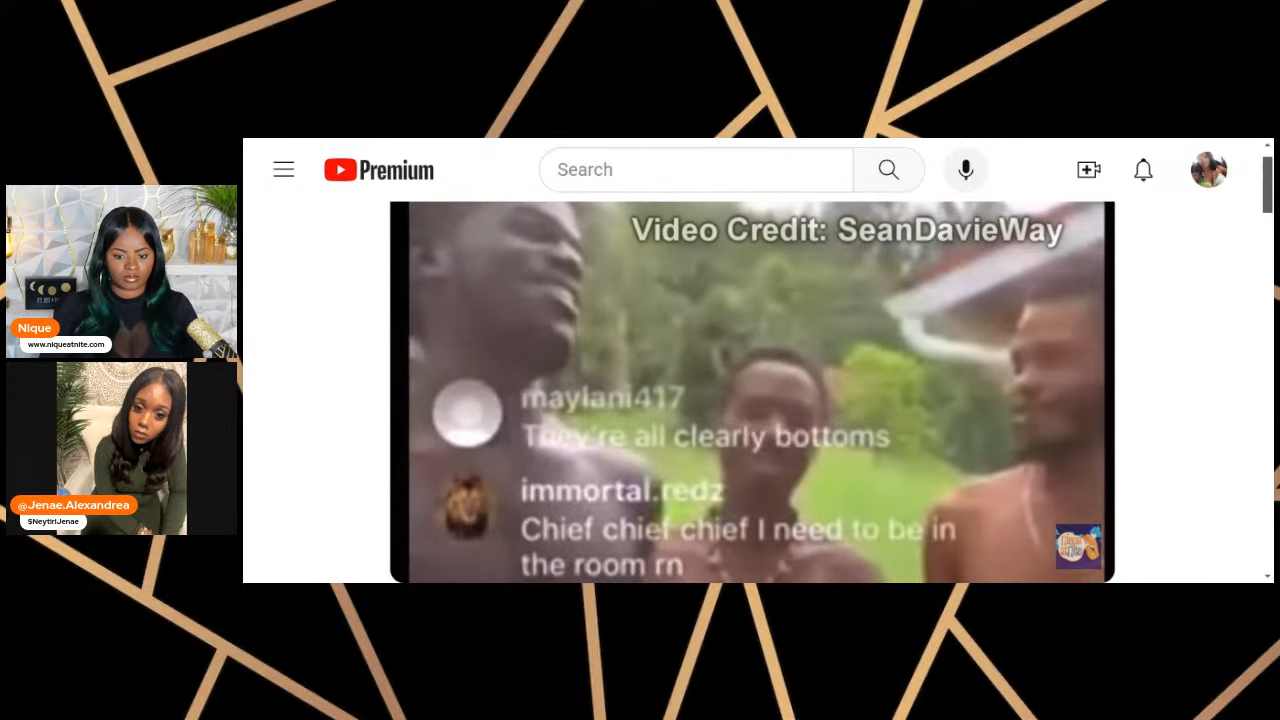 Premium
Search
Video Credit: SeanDavieWay
maylani417
They're all clearly bottoms
immortal.redz
Chief chief chief I need to be in
the room rn
Nique
www.niqueatnite.com
@Jenae.Alexandrea
$NeytiriJenae